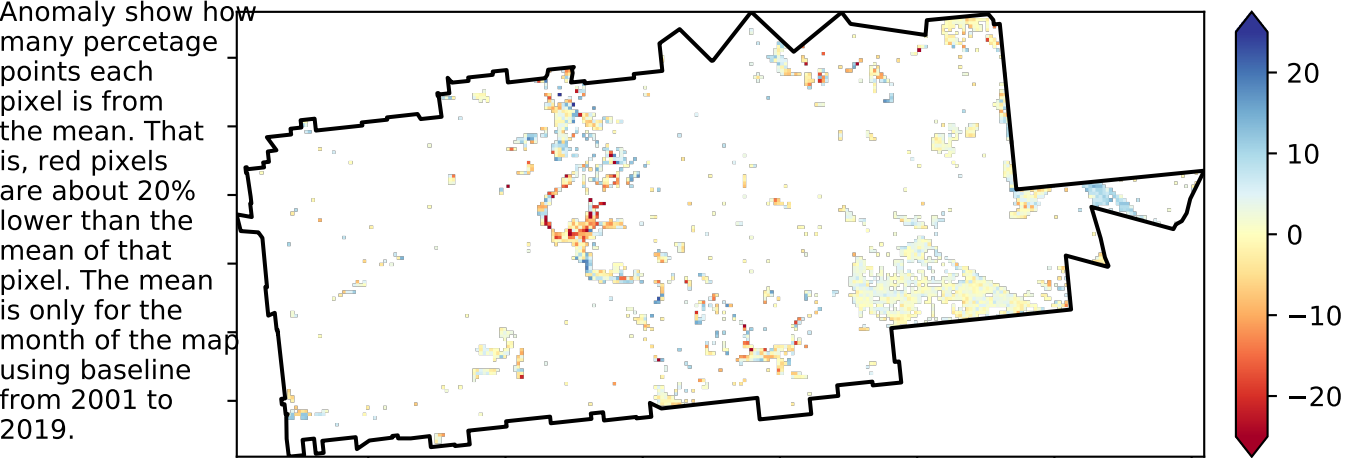 Anomaly show how
many percetage
points each
pixel is from
the mean. That
is, red pixels
are about 20%
lower than the
mean of that
pixel. The mean
is only for the
month of the map
using baseline
from 2001 to
2019.
20
10
0
−10
−20